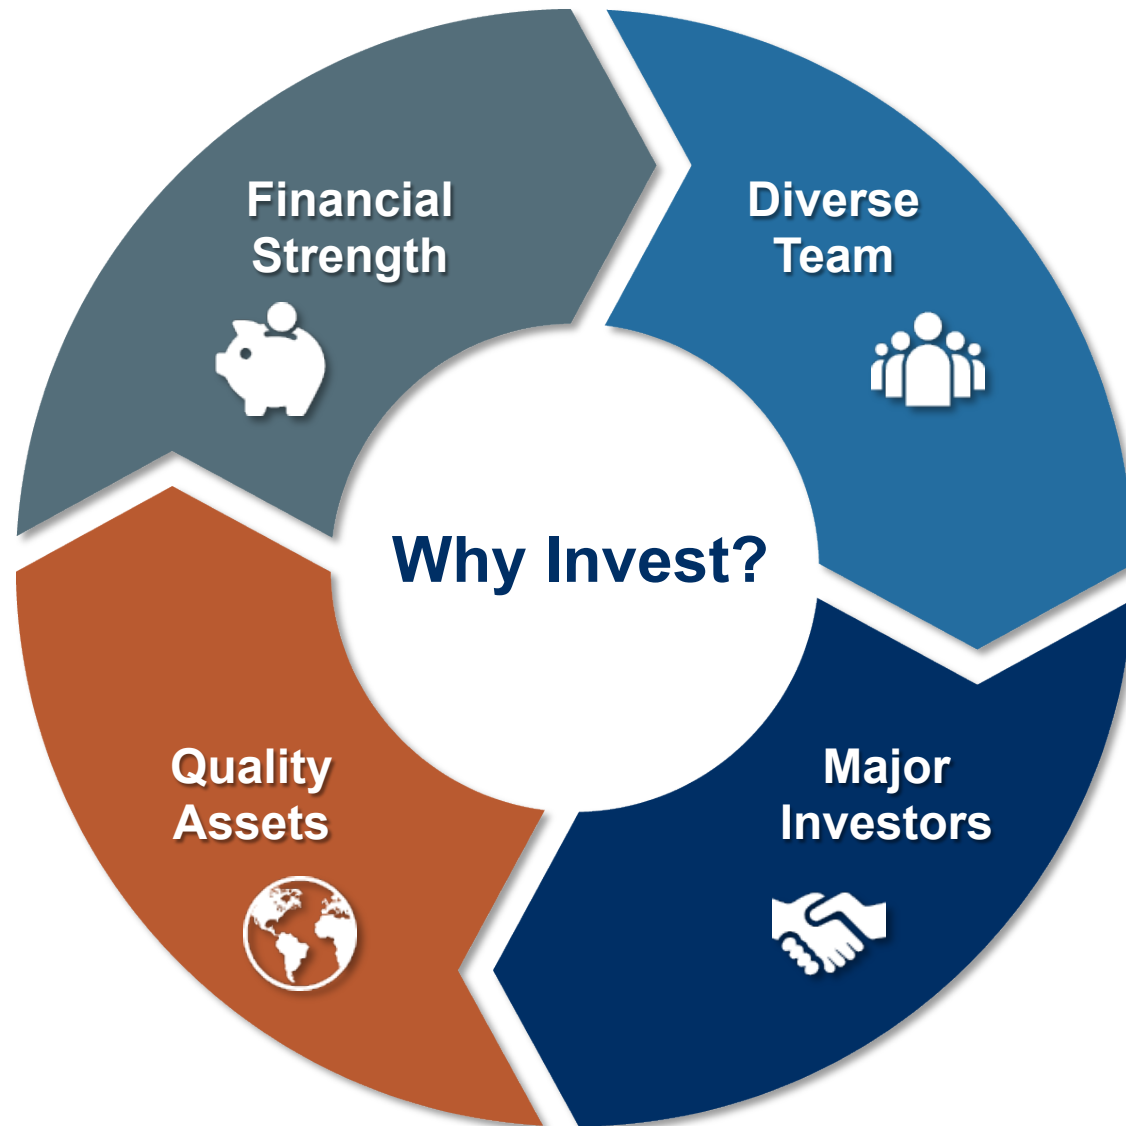 Financial
Strength
Diverse
Team
Why Invest?
Quality
Assets
Major
Investors